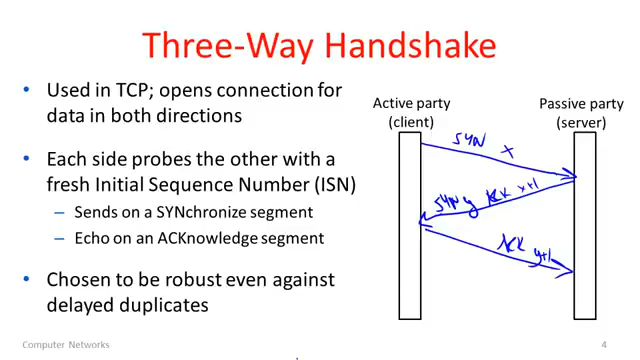 Three-Way Handshake
• Used in TCP; opens connection for
data in both directions
• Each side probes the other with a
fresh Initial Sequence Number (ISN)
– Sends on a SYNchronize segment
– Echo on an ACKnowledge segment
• Chosen to be robust even against
delayed duplicates
Active party
(client)
Passive party
(server)
SYN x
SYN y ACK x+1
ACK y+1
Computer Networks
4